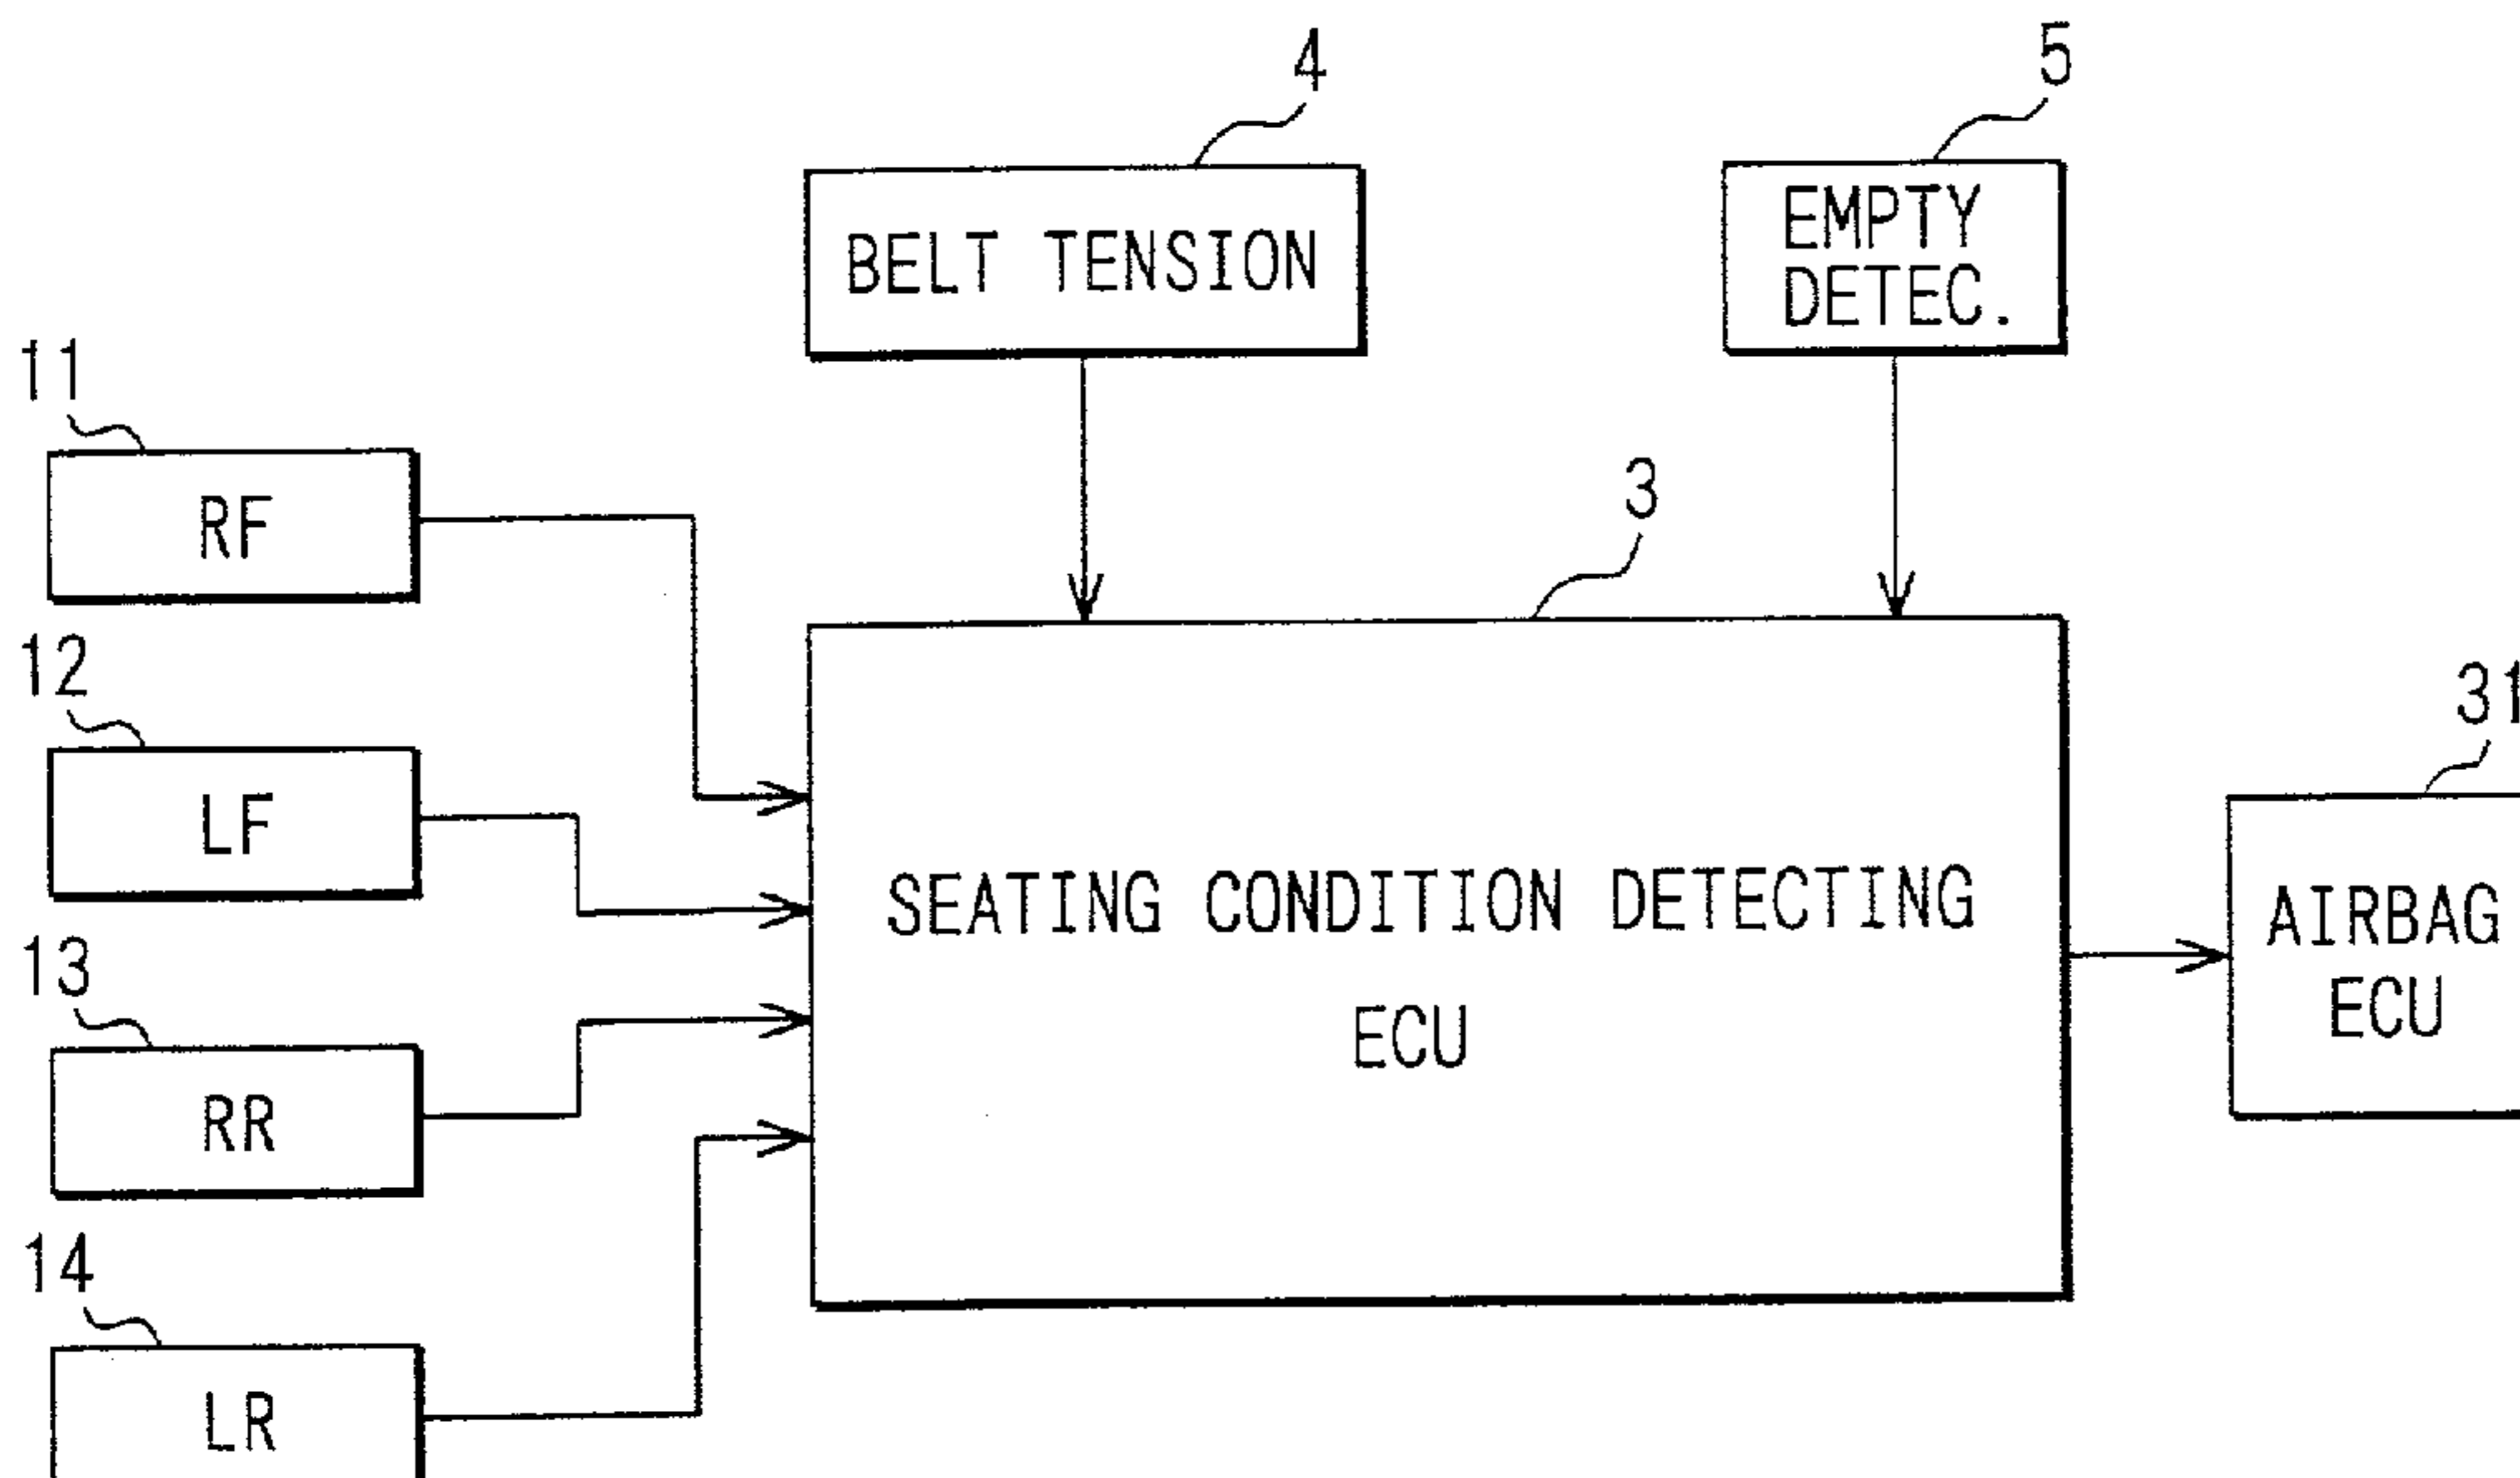 4
5
BELT TENSION
EMPTY
DETEC.
11
RF
3
12
LF
31
SEATING CONDITION DETECTING
ECU
AIRBAG
ECU
13
RR
14
LR